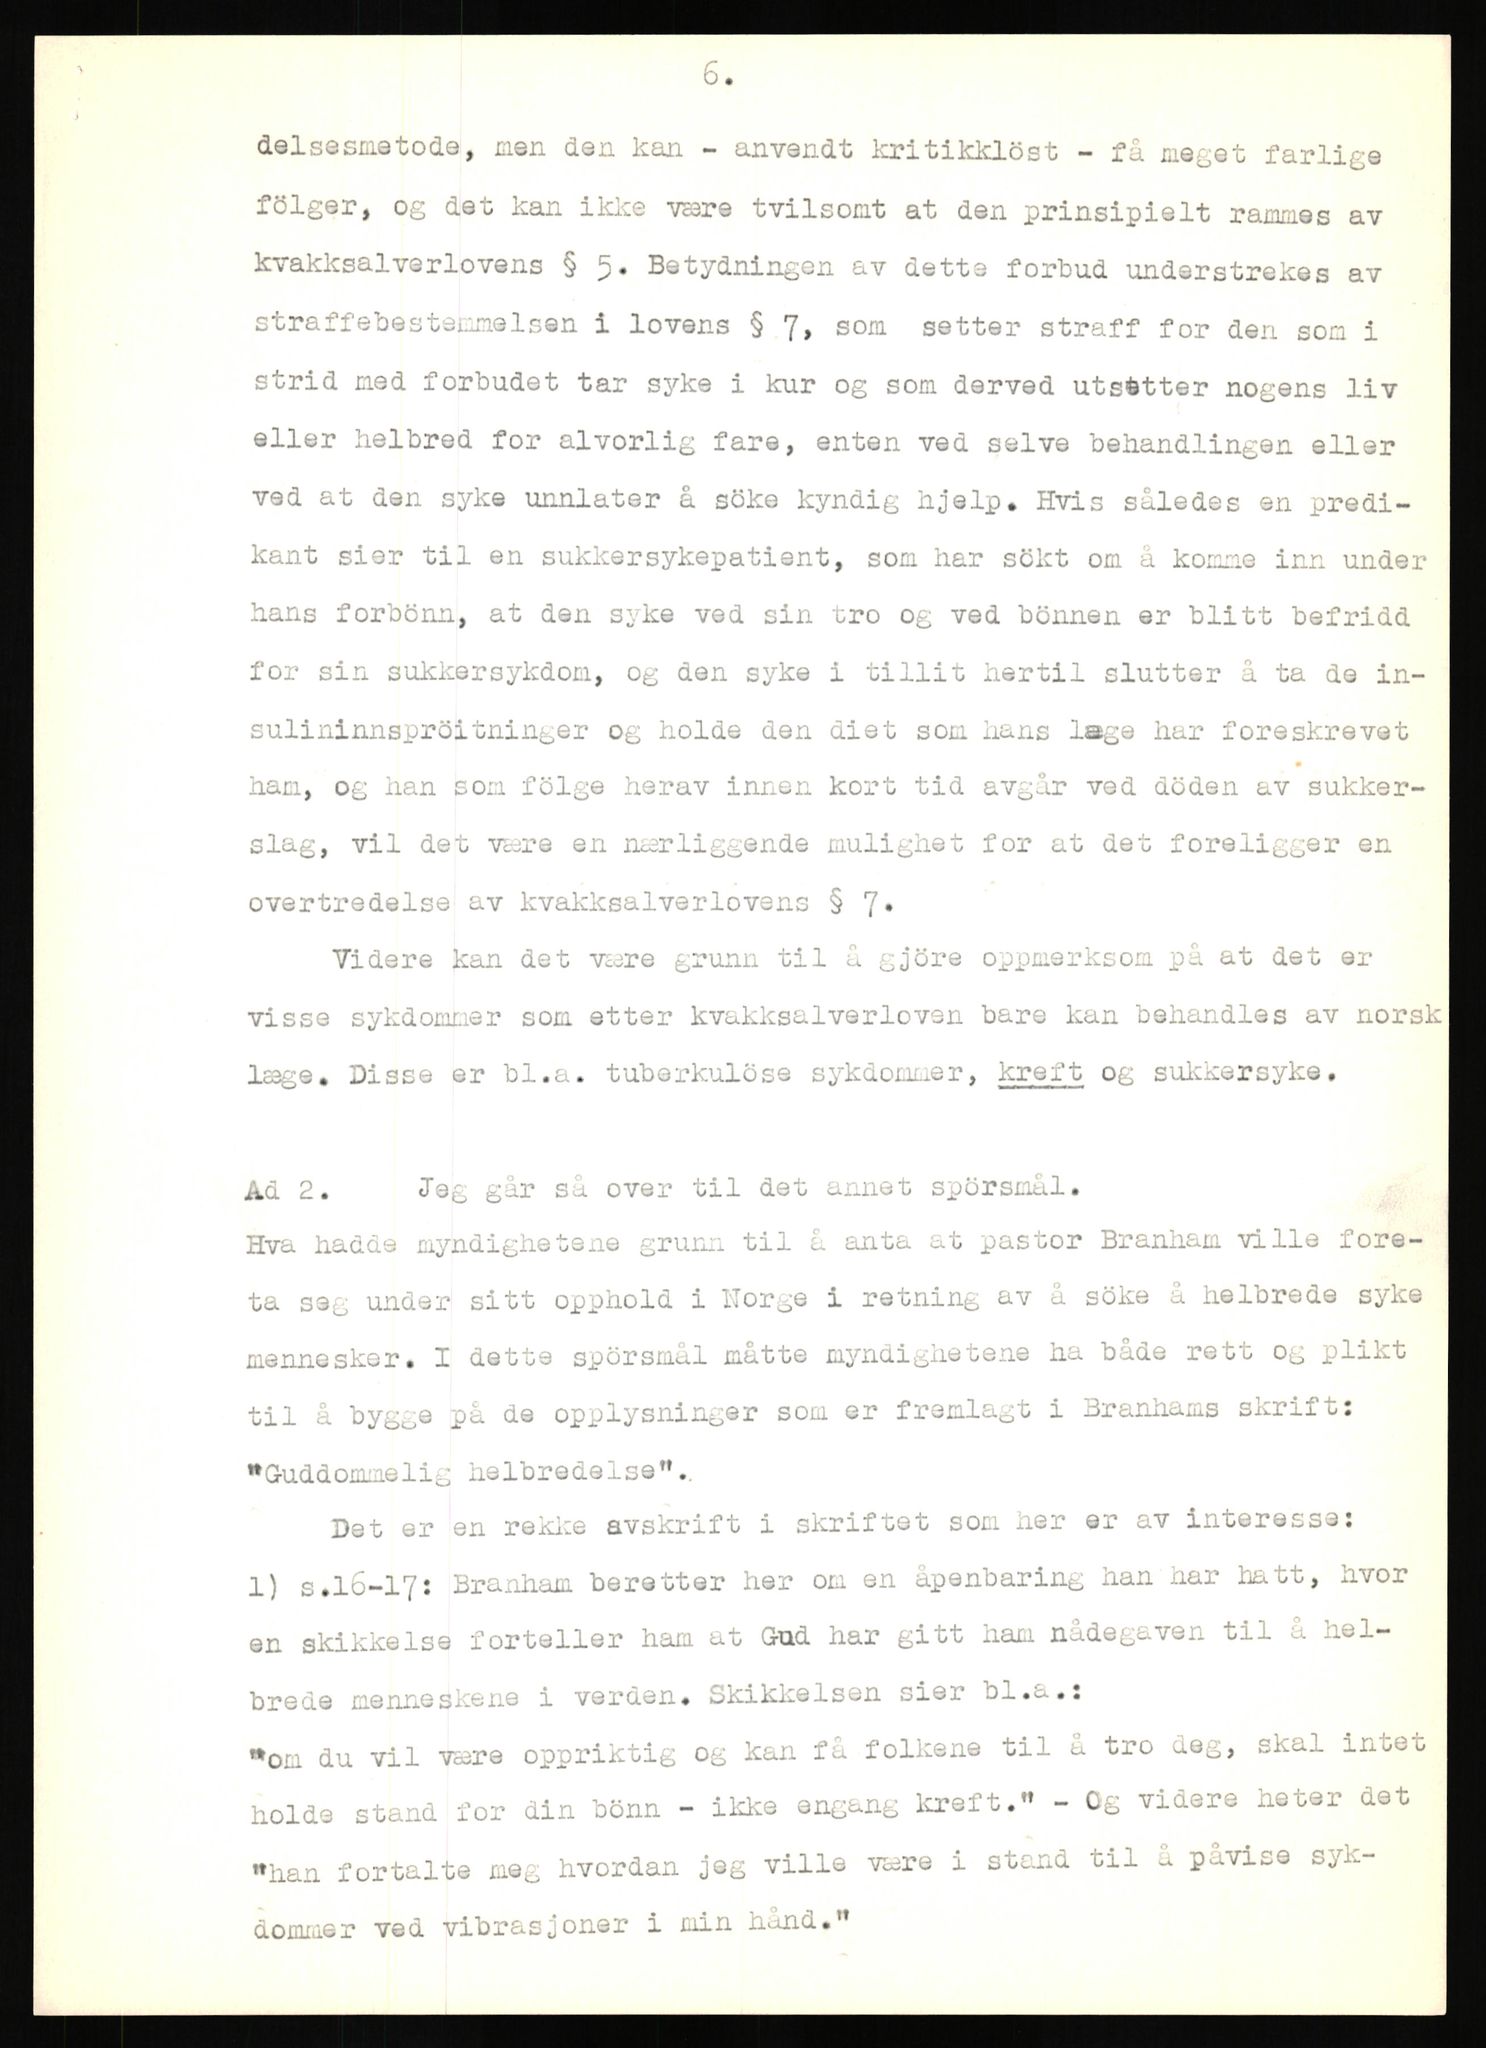 6.
delsesmetode, men den kan - anvendt kritikklöst - få meget farlige
fölger, og det kan ikke være tvilsomt at den prinsipielt rammes av
kvakksalverlovens § 5. Betydningen av dette forbud understrekes av
straffebestemmelsen i lovens § 7, som setter straff for den som i
strid med forbudet tar syke i kur og som derved utsetter nogens liv
eller helbred for alvorlig fare, enten ved selve behandlingen eller
ved at den syke unnlater å söke kyndig hjelp. Hvis således en predi-
kant sier til en sukkersykepatient, som har sökt om å komme inn under
hans forbönn, at den syke ved sin tro og ved bönnen er blitt befridd
for sin sukkersykdom, og den syke i tillit hertil slutter å ta de in-
sulininnspröitninger og holde den diet som hans læge har foreskrevet
ham, og han som fölge herav innen kort tid avgår ved döden av sukker-
slag, vil det være en nærliggende mulighet for at det foreligger en
overtredelse av kvakksalverlovens § 7.
Videre kan det være grunn til å gjöre oppmerksom på at det er
visse sykdommer som etter kvakksalverloven bare kan behandles av norsk
læge. Disse er bl.a. tuberkulöse sykdommer, kreft og sukkersyke.
Ad 2. Jeg går så over til det annet spörsmål.
Hva hadde myndighetene grunn til å anta at pastor Branham ville fore-
ta seg under sitt opphold i Norge i retning av å söke å helbrede syke
mennesker. I dette spörsmål måtte myndighetene ha både rett og plikt
til å bygge på de opplysninger som er fremlagt i Branhams skrift:
"Guddommelig helbredelse".
Det er en rekke avskrift i skriftet som her er av interesse:
1) s.16-17: Branham beretter her om en åpenbaring han har hatt, hvor
en skikkelse forteller ham at Gud har gitt ham nådegaven til å hel-
brede menneskene i verden. Skikkelsen sier bl.a.:
"om du vil være oppriktig og kan få folkene til å tro deg, skal intet
holde stand for din bönn - ikke engang kreft." - Og videre heter det
"han fortalte meg hvordan jeg ville være i stand til å påvise syk-
dommer ved vibrasjoner i min hånd."